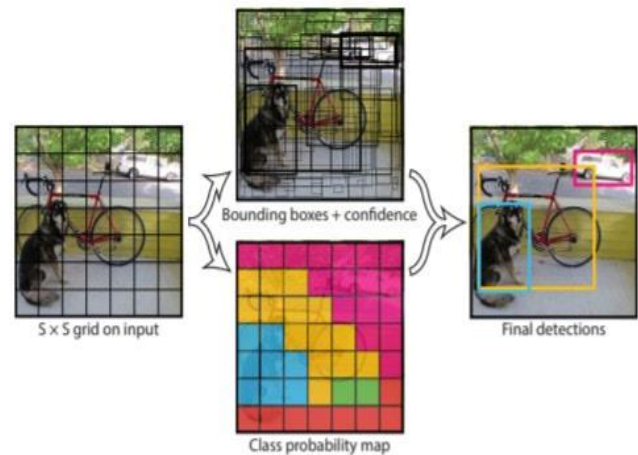 Bounding boxes + confidence
S × S grid on input
Final detections
Class probability map